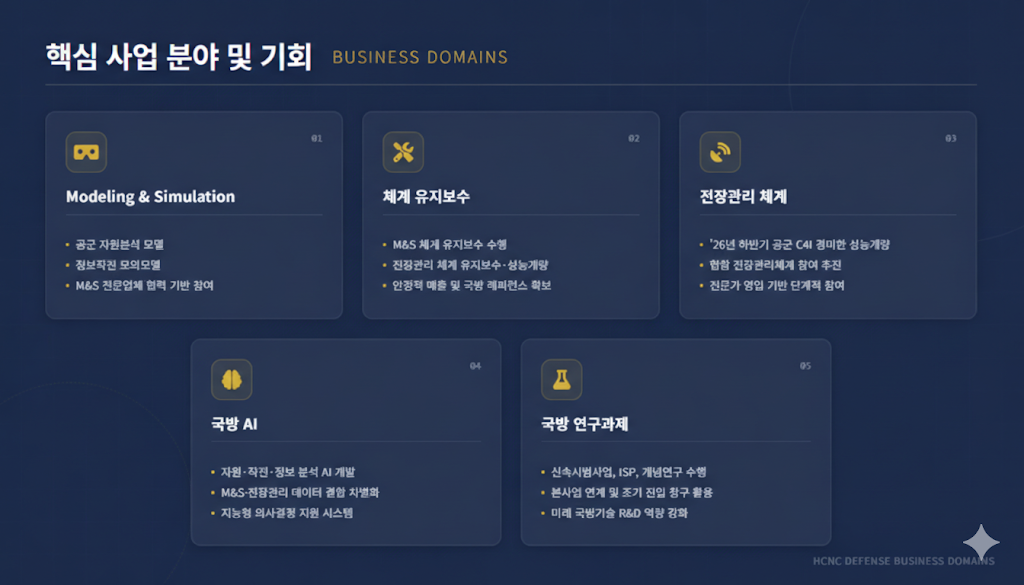 핵심 사업 분야 및 기회 BUSINESS DOMAINS
01
Modeling & Simulation
• 공군 자원분석 모델
• 정보작전 모의모델
• M&S 전문업체 협력 기반 참여
02
체계 유지보수
• M&S 체계 유지보수 수행
• 전장관리 체계 유지보수·성능개량
• 안정적 매출 및 국방 레퍼런스 확보
03
전장관리 체계
• '26년 하반기 공군 C4I 경미한 성능개량
• 합참 전장관리체계 참여 추진
• 전문가 영입 기반 단계적 참여
04
국방 AI
• 자원·작전·정보 분석 AI 개발
• M&S-전장관리 데이터 결합 차별화
• 지능형 의사결정 지원 시스템
05
국방 연구과제
• 신속시범사업, ISP, 개념연구 수행
• 본사업 연계 및 조기 진입 창구 활용
• 미래 국방기술 R&D 역량 강화
HCNC DEFENSE BUSINESS DOMAINS